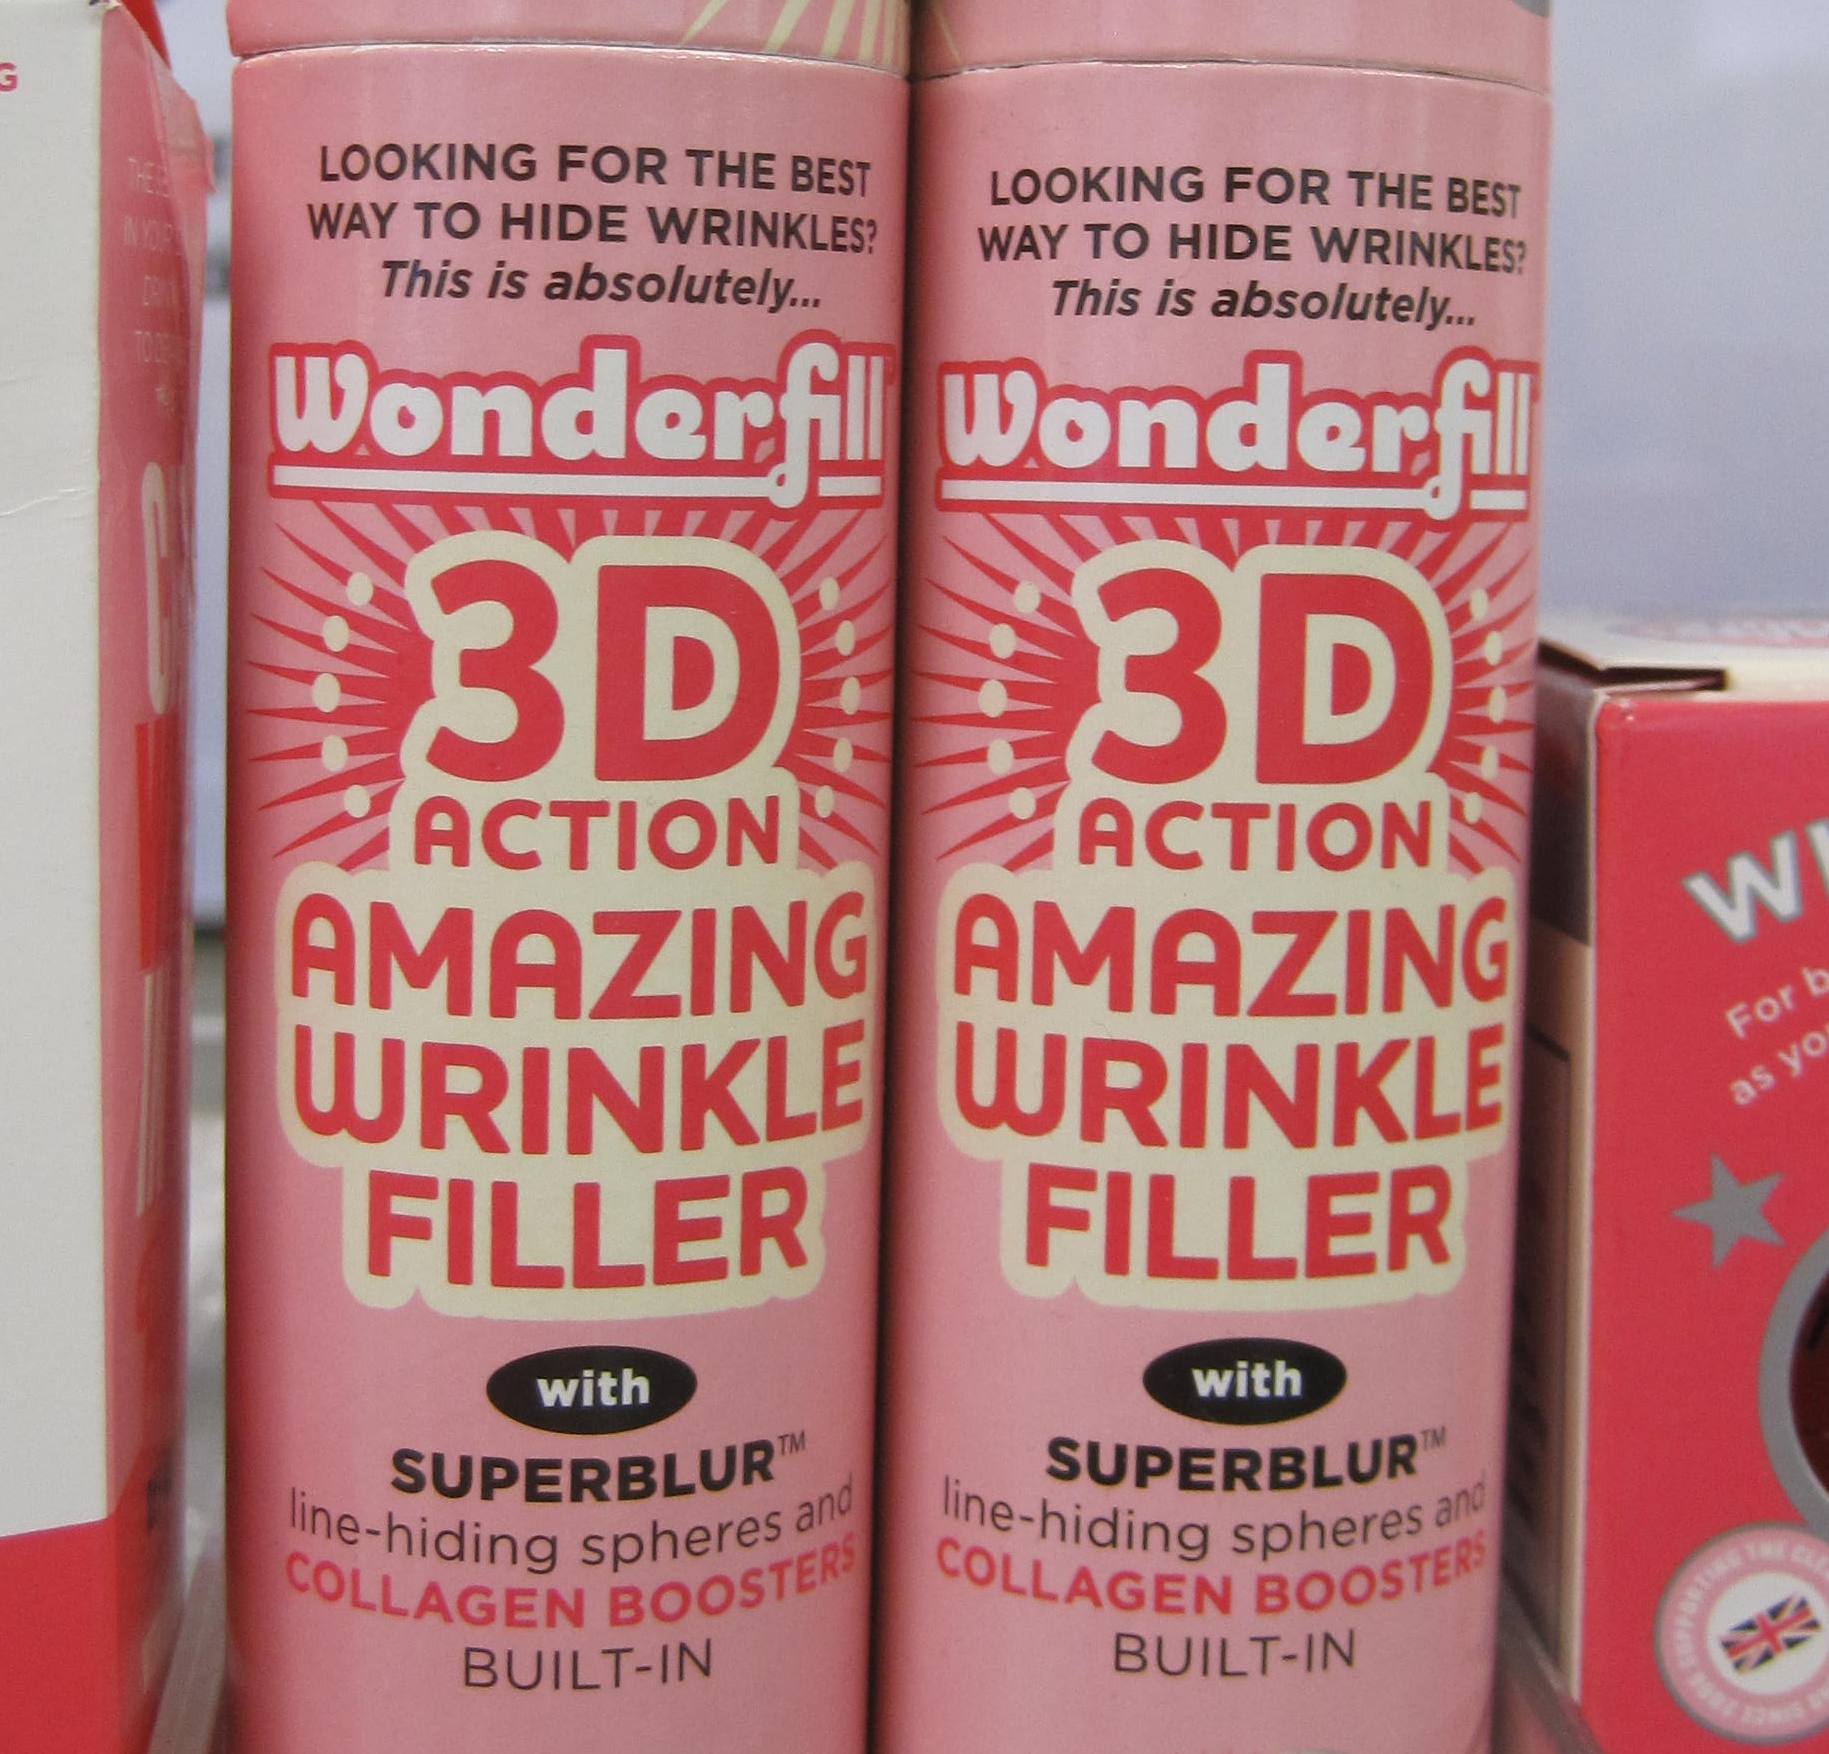 LOOKING FOR THE BEST
WAY TO HIDE WRINKLES?
This is absolutely...
Wonderfill
3D
ACTION
AMAZING
WRINKLE
FILLER
with
SUPERBLUR™
line-hiding spheres and
COLLAGEN BOOSTERS
BUILT-IN
LOOKING FOR THE BEST
WAY TO HIDE WRINKLES?
This is absolutely...
Wonderfill
3D
ACTION
AMAZING
WRINKLE
FILLER
with
SUPERBLUR™
line-hiding spheres and
COLLAGEN BOOSTERS
BUILT-IN
For
as